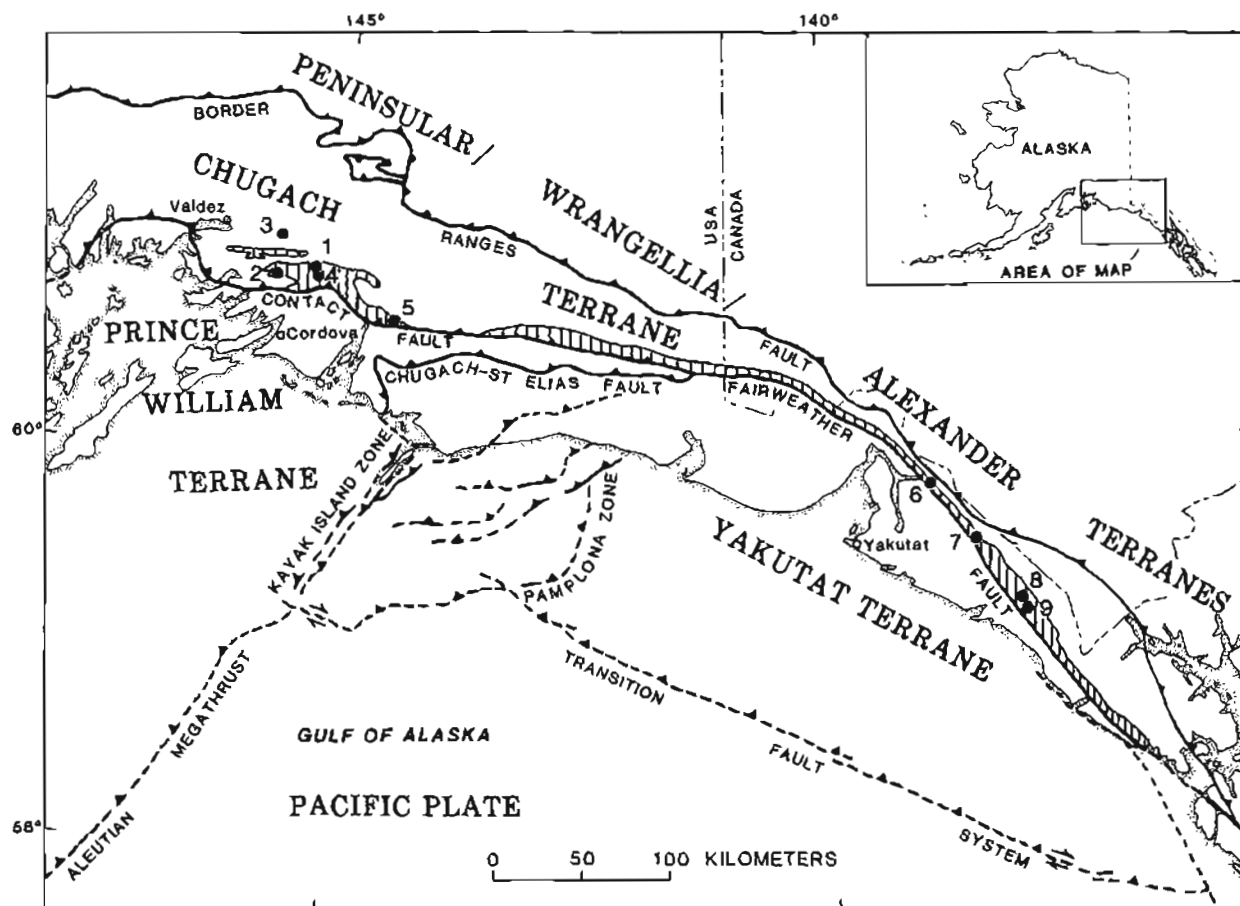 145°
140°
PENINSULAR/
BORDER
ALASKA
CHUGACH
WRANGELLIA/
Valdez
3
USA
CANADA
1
RANGES
AREA OF MAP
2
4
CONTACT
TERRANE
5
PRINCE
Cordova
FAULT
FAULT
CHUGACH-ST
ELIAS
FAULT
FAIRWEATHER
ALEXANDER
WILLIAM
60°
TERRANE
KAYAK ISLAND ZONE
6
PAMPLONA ZONE
Yakutat
7
TERRANES
YAKUTAT TERRANE
FAULT
8
9
MEGATHRUST
TRANSITION
GULF OF ALASKA
FAULT
PACIFIC PLATE
58°
ALEUTIAN
SYSTEM
0 50 100 KILOMETERS